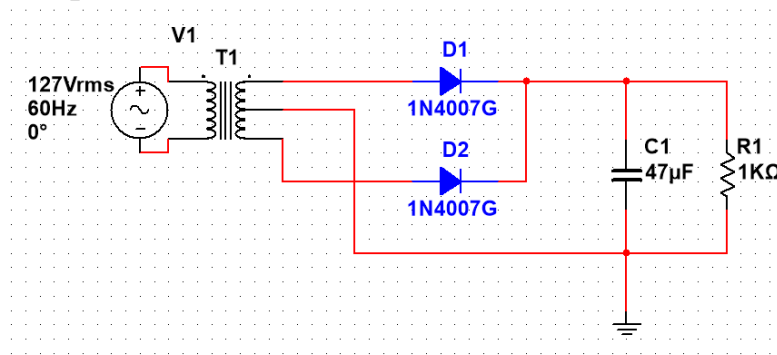 V1
T1
127Vrms
60Hz
0°
D1
1N4007G
D2
1N4007G
C1
47µF
R1
1KΩ